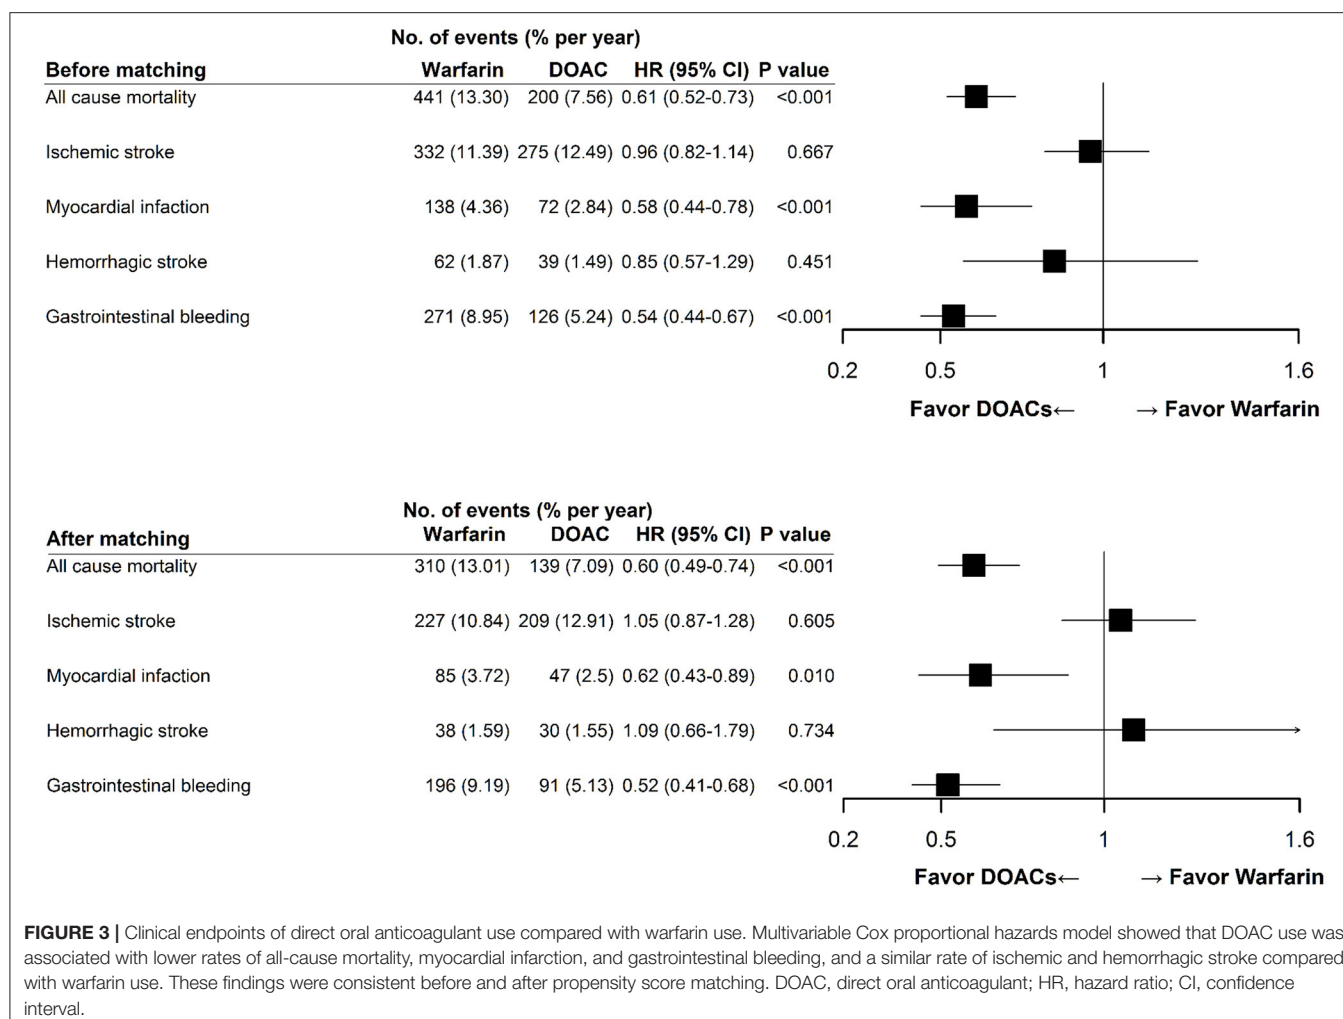 No. of events (% per year)
Before matching Warfarin DOAC HR (95% CI) P value
All cause mortality 441 (13.30) 200 (7.56) 0.61 (0.52-0.73) <0.001
Ischemic stroke 332 (11.39) 275 (12.49) 0.96 (0.82-1.14) 0.667
Myocardial infaction 138 (4.36) 72 (2.84) 0.58 (0.44-0.78) <0.001
Hemorrhagic stroke 62 (1.87) 39 (1.49) 0.85 (0.57-1.29) 0.451
Gastrointestinal bleeding 271 (8.95) 126 (5.24) 0.54 (0.44-0.67) <0.001
0.2 0.5 1 1.6
Favor DOACs← → Favor Warfarin
No. of events (% per year)
After matching Warfarin DOAC HR (95% CI) P value
All cause mortality 310 (13.01) 139 (7.09) 0.60 (0.49-0.74) <0.001
Ischemic stroke 227 (10.84) 209 (12.91) 1.05 (0.87-1.28) 0.605
Myocardial infaction 85 (3.72) 47 (2.5) 0.62 (0.43-0.89) 0.010
Hemorrhagic stroke 38 (1.59) 30 (1.55) 1.09 (0.66-1.79) 0.734
Gastrointestinal bleeding 196 (9.19) 91 (5.13) 0.52 (0.41-0.68) <0.001
0.2 0.5 1 1.6
Favor DOACs← → Favor Warfarin
FIGURE 3 | Clinical endpoints of direct oral anticoagulant use compared with warfarin use. Multivariable Cox proportional hazards model showed that DOAC use was
associated with lower rates of all-cause mortality, myocardial infarction, and gastrointestinal bleeding, and a similar rate of ischemic and hemorrhagic stroke compared
with warfarin use. These findings were consistent before and after propensity score matching. DOAC, direct oral anticoagulant; HR, hazard ratio; CI, confidence
interval.